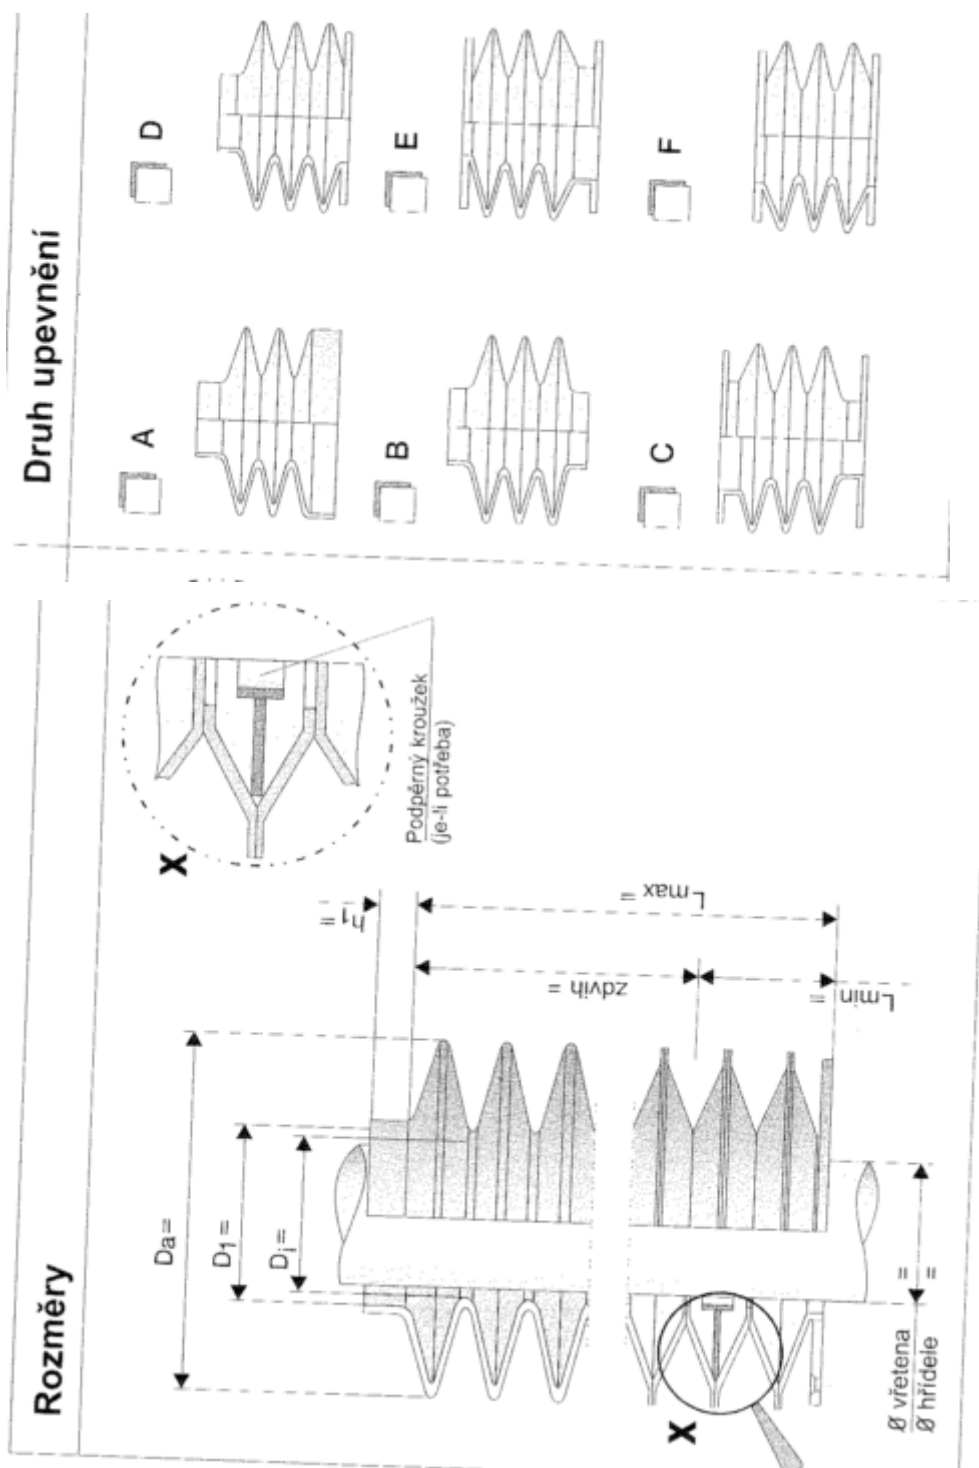 Druh upevnění
A
D
B
E
C
F
Rozměry
X
Podpěrný kroužek
(je-li potřeba)
Da=
D1=
Di=
h1=
Lmax =
zdvih =
Lmin =
X
Ø vřetena =
Ø hřídele =